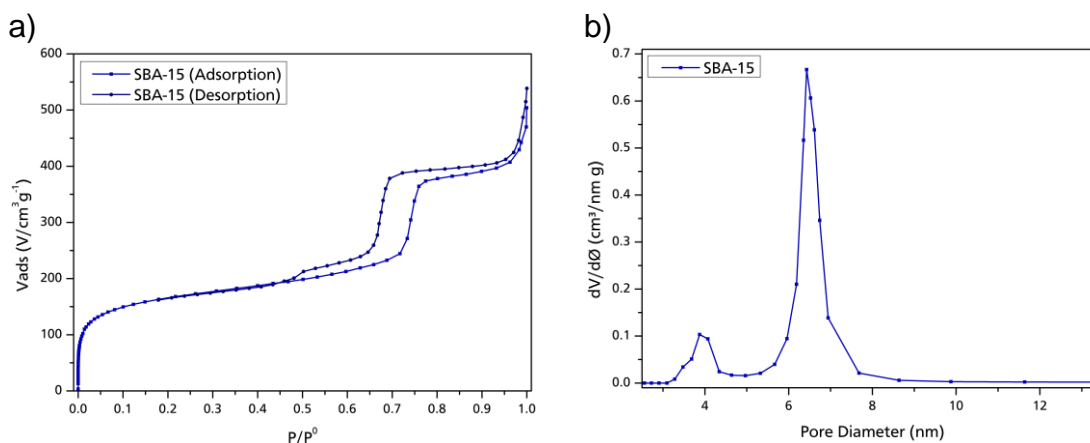 a)
600
500
400
300
200
100
0
Vads (V/cm³g⁻¹)
SBA-15 (Adsorption)
SBA-15 (Desorption)
0.0 0.1 0.2 0.3 0.4 0.5 0.6 0.7 0.8 0.9 1.0
P/P⁰
b)
0.7
0.6
0.5
0.4
0.3
0.2
0.1
0.0
dV/dØ (cm³/nm g)
SBA-15
4 6 8 10 12
Pore Diameter (nm)